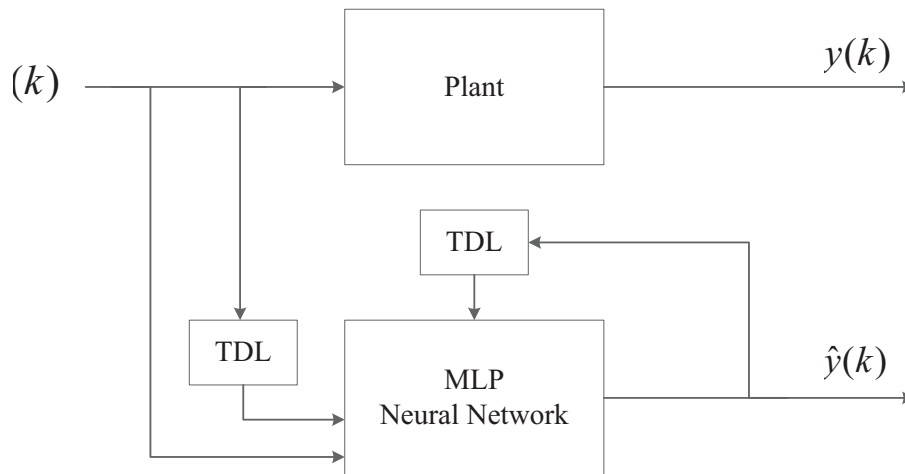 (k)
Plant
y(k)
TDL
TDL
MLP
Neural Network
ŷ(k)